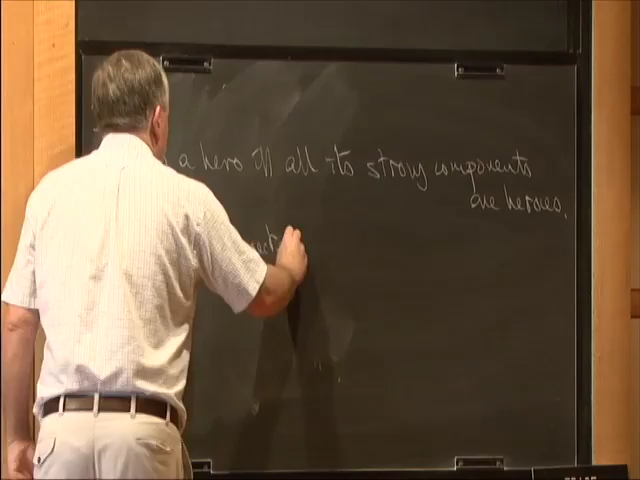 a hero iff all its strong components
are heroes.